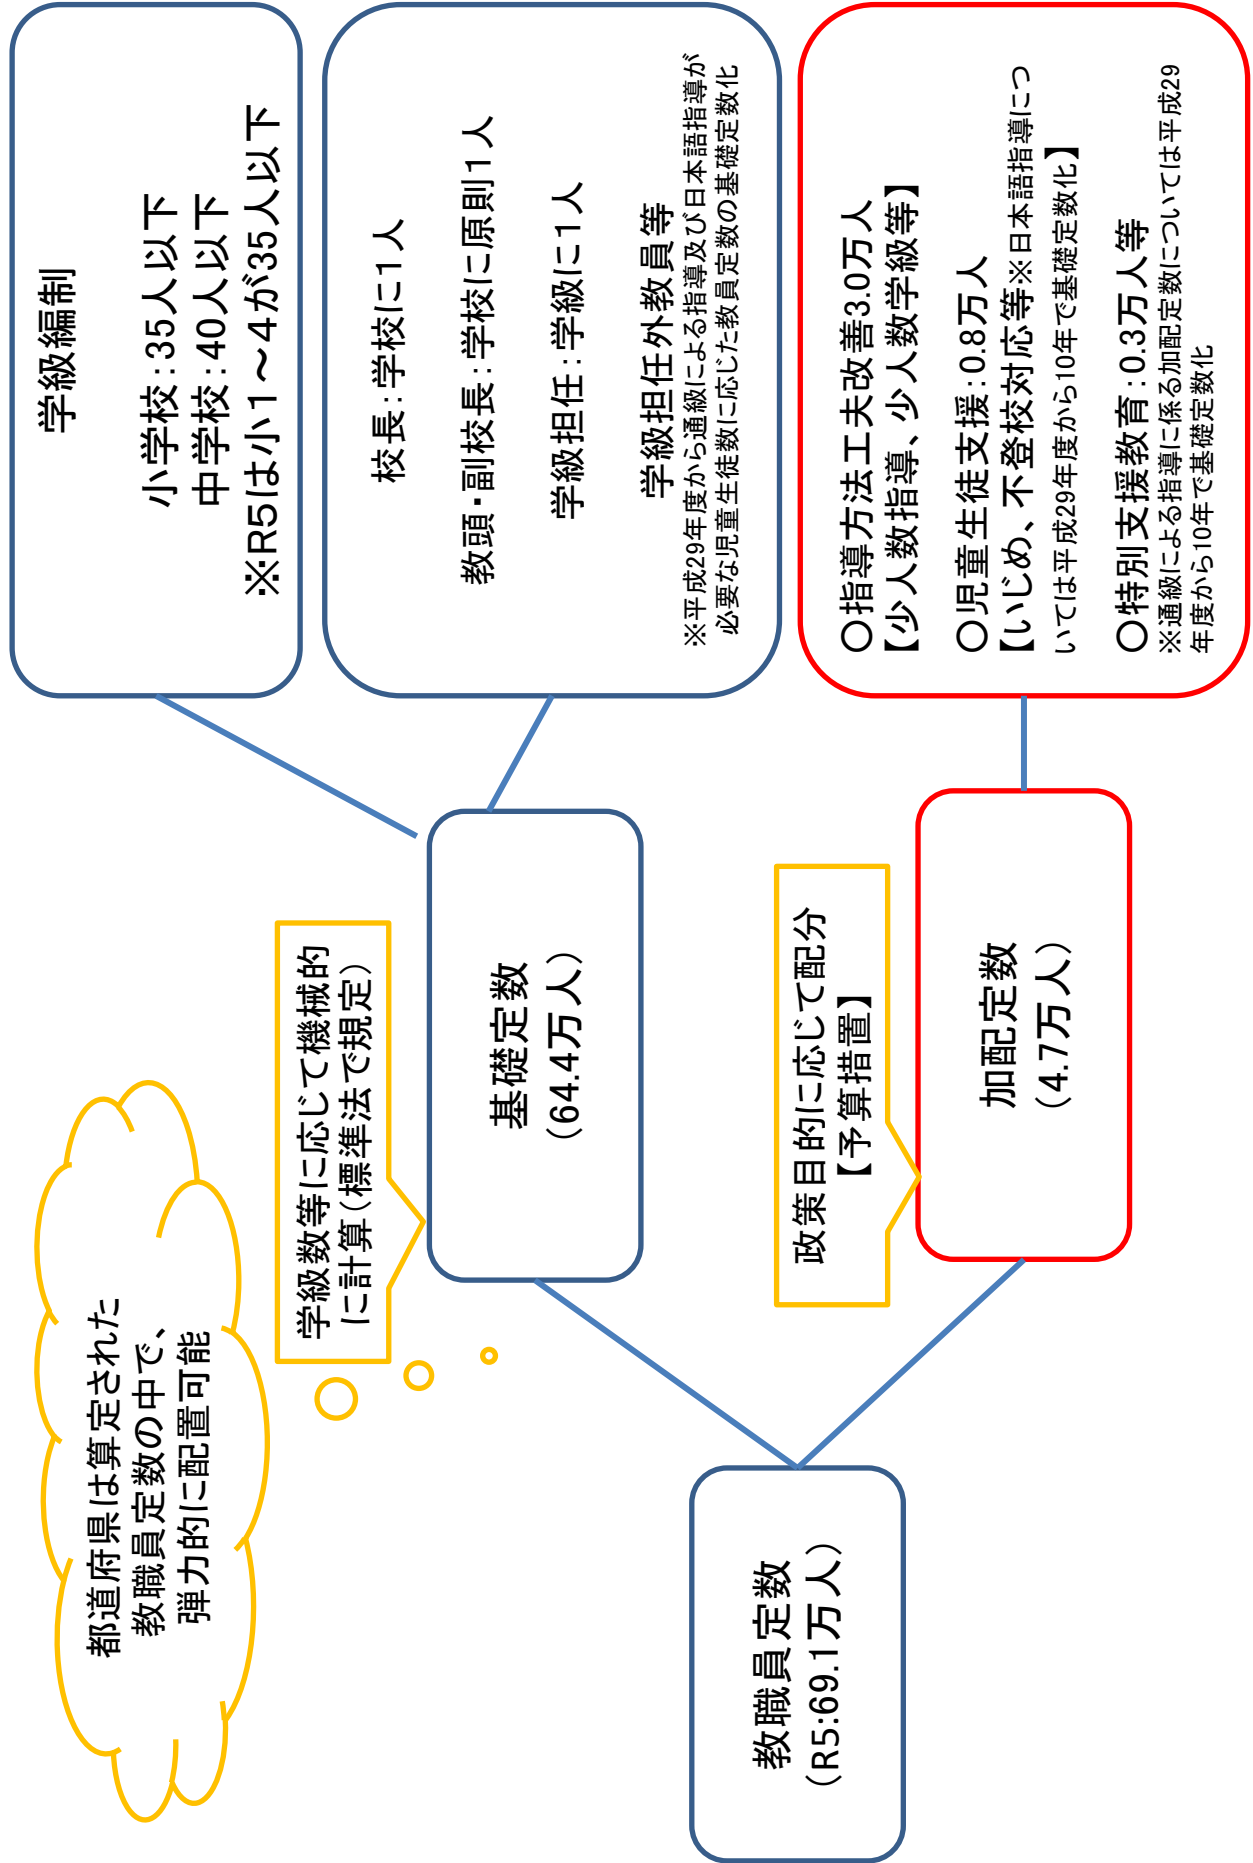 都道府県は算定された
教職員定数の中で、
弾力的に配置可能
教職員定数
（R5:69.1万人）
学級数等に応じて機械的
に計算（標準法で規定）
基礎定数
（64.4万人）
政策目的に応じて配分
【予算措置】
加配定数
（4.7万人）
学級編制
小学校：35人以下
中学校：40人以下
※R5は小1～4が35人以下
校長：学校に1人
教頭・副校長：学校に原則1人
学級担任：学級に1人
学級担任外教員等
※平成29年度から通級による指導及び日本語指導が
必要な児童生徒数に応じた教員定数の基礎定数化
○指導方法工夫改善3.0万人
【少人数指導、少人数学級等】
○児童生徒支援：0.8万人
【いじめ、不登校対応等※日本語指導につ
いては平成29年度から10年で基礎定数化】
○特別支援教育：0.3万人等
※通級による指導に係る加配定数については平成29
年度から10年で基礎定数化